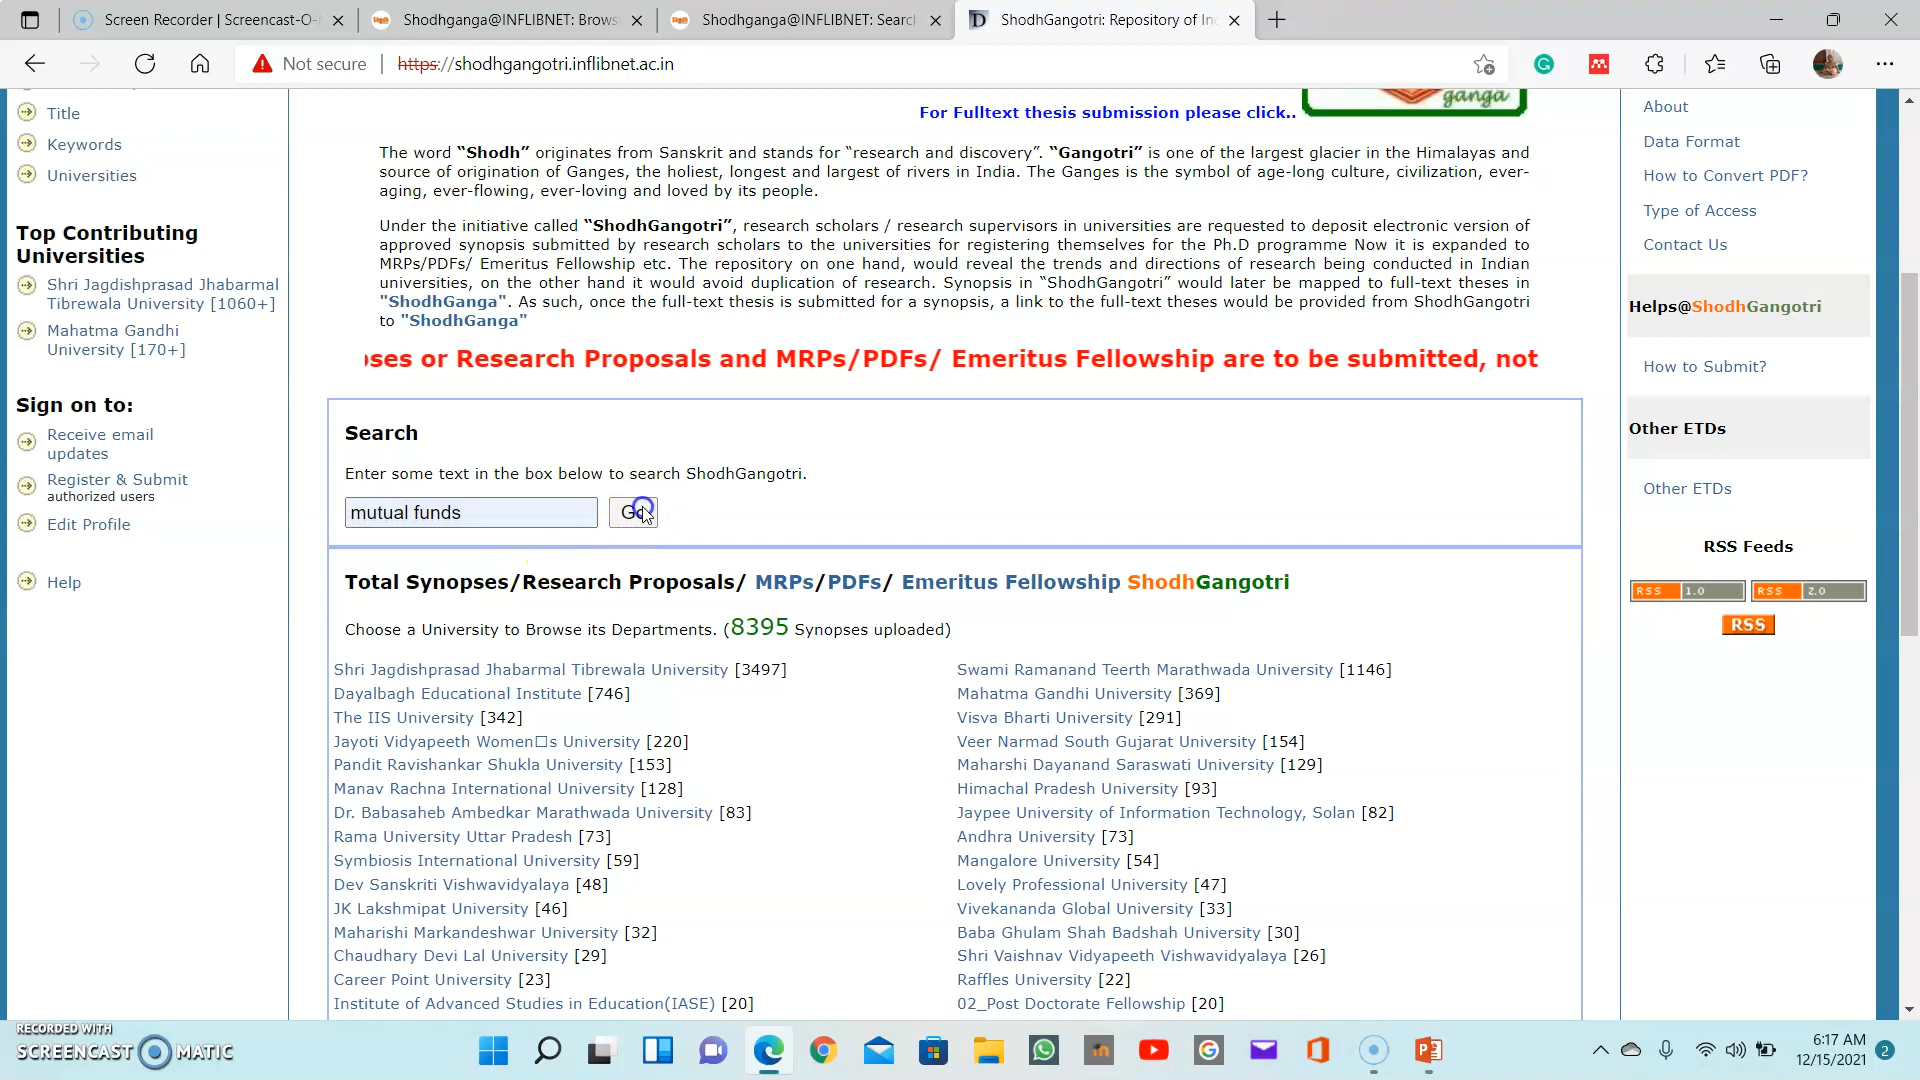 Screen Recorder | Screencast-O-
Shodhganga@INFLIBNET: Brows
Shodhganga@INFLIBNET: Searc
ShodhGangotri: Repository of In
Not secure
https://shodhgangotri.inflibnet.ac.in
Title
Keywords
Universities
Top Contributing
Universities
Shri Jagdishprasad Jhabarmal
Tibrewala University [1060+]
Mahatma Gandhi
University [170+]
Sign on to:
Receive email
updates
Register & Submit
authorized users
Edit Profile
Help
ganga
For Fulltext thesis submission please click..
The word “Shodh” originates from Sanskrit and stands for “research and discovery”. “Gangotri” is one of the largest glacier in the Himalayas and
source of origination of Ganges, the holiest, longest and largest of rivers in India. The Ganges is the symbol of age-long culture, civilization, ever-
aging, ever-flowing, ever-loving and loved by its people.
Under the initiative called “ShodhGangotri”, research scholars / research supervisors in universities are requested to deposit electronic version of
approved synopsis submitted by research scholars to the universities for registering themselves for the Ph.D programme Now it is expanded to
MRPs/PDFs/ Emeritus Fellowship etc. The repository on one hand, would reveal the trends and directions of research being conducted in Indian
universities, on the other hand it would avoid duplication of research. Synopsis in “ShodhGangotri” would later be mapped to full-text theses in
"ShodhGanga". As such, once the full-text thesis is submitted for a synopsis, a link to the full-text theses would be provided from ShodhGangotri
to "ShodhGanga"
ses or Research Proposals and MRPs/PDFs/ Emeritus Fellowship are to be submitted, not
Search
Enter some text in the box below to search ShodhGangotri.
mutual funds
Go
Total Synopses/Research Proposals/ MRPs/PDFs/ Emeritus Fellowship ShodhGangotri
Choose a University to Browse its Departments. (8395 Synopses uploaded)
Shri Jagdishprasad Jhabarmal Tibrewala University [3497]
Swami Ramanand Teerth Marathwada University [1146]
Dayalbagh Educational Institute [746]
Mahatma Gandhi University [369]
The IIS University [342]
Visva Bharti University [291]
Jayoti Vidyapeeth Women□s University [220]
Veer Narmad South Gujarat University [154]
Pandit Ravishankar Shukla University [153]
Maharshi Dayanand Saraswati University [129]
Manav Rachna International University [128]
Himachal Pradesh University [93]
Dr. Babasaheb Ambedkar Marathwada University [83]
Jaypee University of Information Technology, Solan [82]
Rama University Uttar Pradesh [73]
Andhra University [73]
Symbiosis International University [59]
Mangalore University [54]
Dev Sanskriti Vishwavidyalaya [48]
Lovely Professional University [47]
JK Lakshmipat University [46]
Vivekananda Global University [33]
Maharishi Markandeshwar University [32]
Baba Ghulam Shah Badshah University [30]
Chaudhary Devi Lal University [29]
Shri Vaishnav Vidyapeeth Vishwavidyalaya [26]
Career Point University [23]
Raffles University [22]
Institute of Advanced Studies in Education(IASE) [20]
02_Post Doctorate Fellowship [20]
About
Data Format
How to Convert PDF?
Type of Access
Contact Us
Helps@ShodhGangotri
How to Submit?
Other ETDs
Other ETDs
RSS Feeds
RSS 1.0
RSS 2.0
RSS
RECORDED WITH
SCREENCAST MATIC
6:17 AM
12/15/2021
2